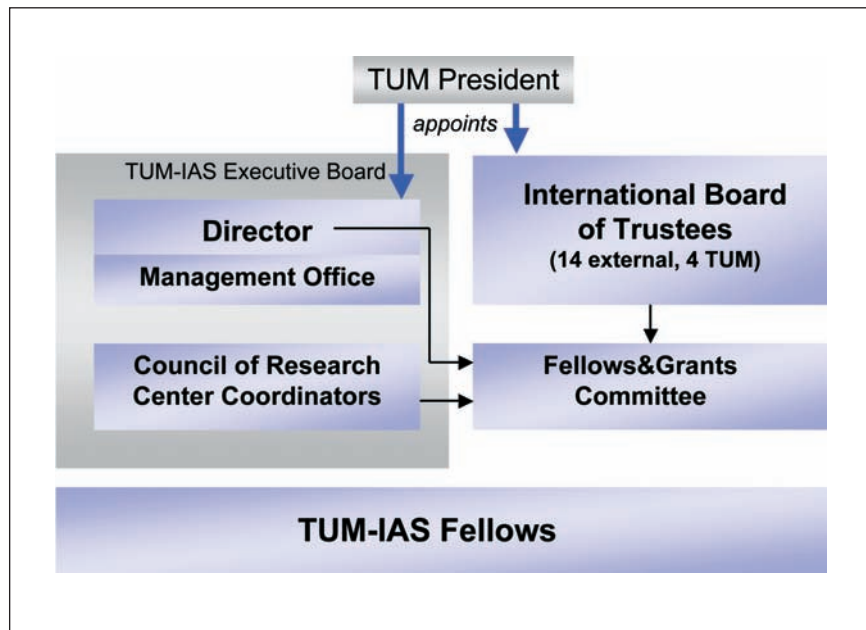 TUM President
appoints
TUM-IAS Executive Board
Director
Management Office
Council of Research
Center Coordinators
International Board
of Trustees
(14 external, 4 TUM)
Fellows&Grants
Committee
TUM-IAS Fellows